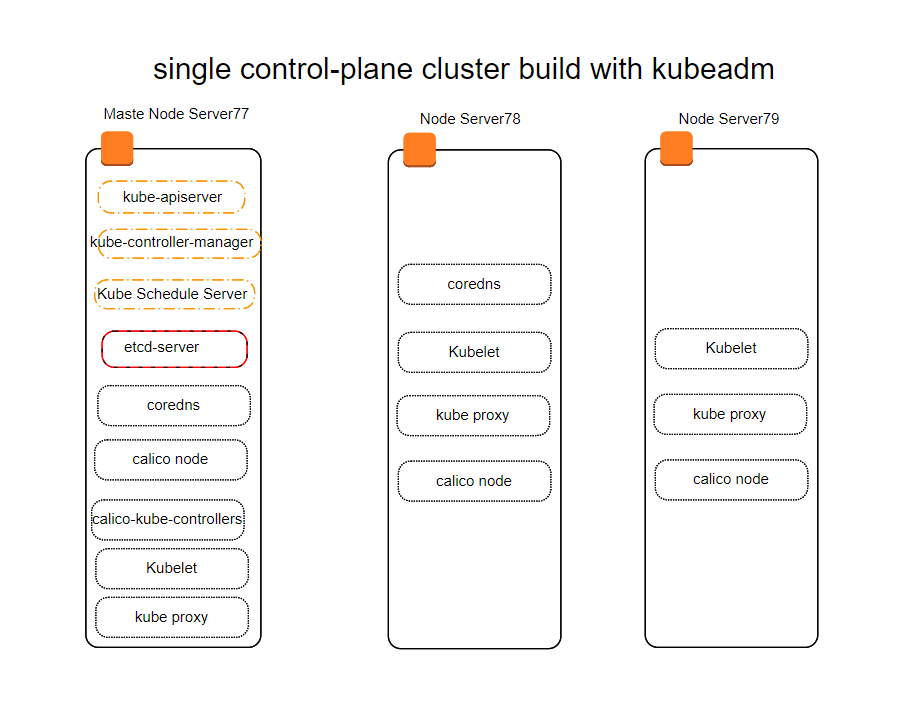 single control-plane cluster build with kubeadm
Maste Node Server77
kube-apiserver
kube-controller-manager
Kube Schedule Server
etcd-server
coredns
calico node
calico-kube-controllers
Kubelet
kube proxy
Node Server78
coredns
Kubelet
kube proxy
calico node
Node Server79
Kubelet
kube proxy
calico node